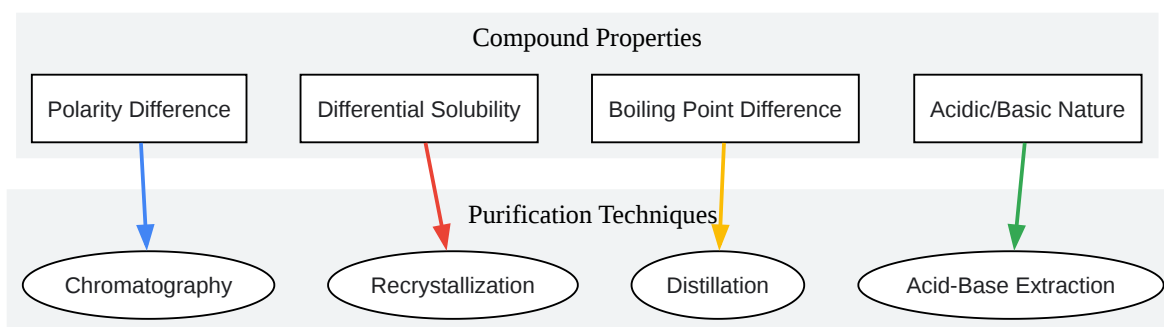 Compound Properties
Polarity Difference
Differential Solubility
Boiling Point Difference
Acidic/Basic Nature
Purification Techniques
Chromatography
Recrystallization
Distillation
Acid-Base Extraction